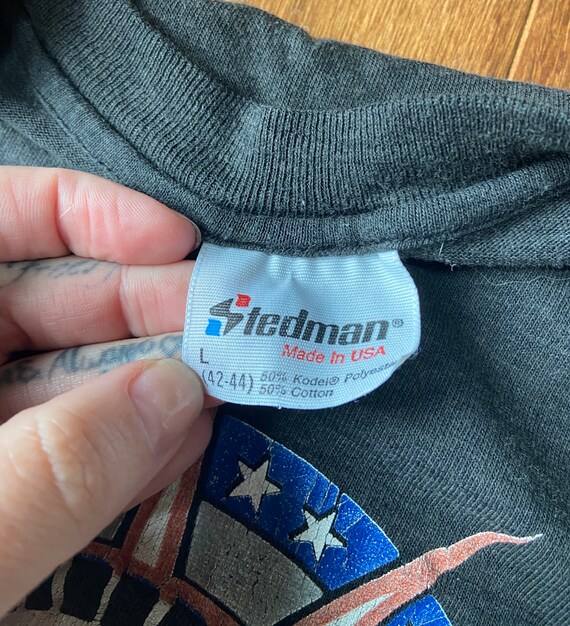 Stedman®
Made In USA
L
(42-44) 50% Kodel® Polyester
50% Cotton